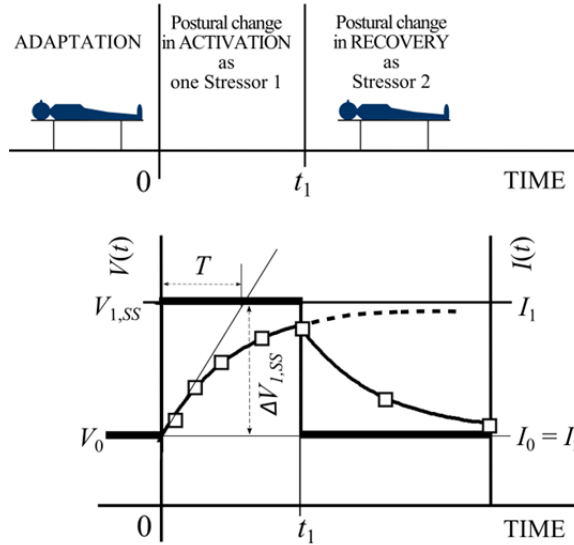 ADAPTATION
Postural change
in ACTIVATION
as
one Stressor 1
Postural change
in RECOVERY
as
Stressor 2
0
t1
TIME
V(t)
I(t)
T
V1,SS
I1
ΔV1,SS
V0
I0 = I
0
t1
TIME